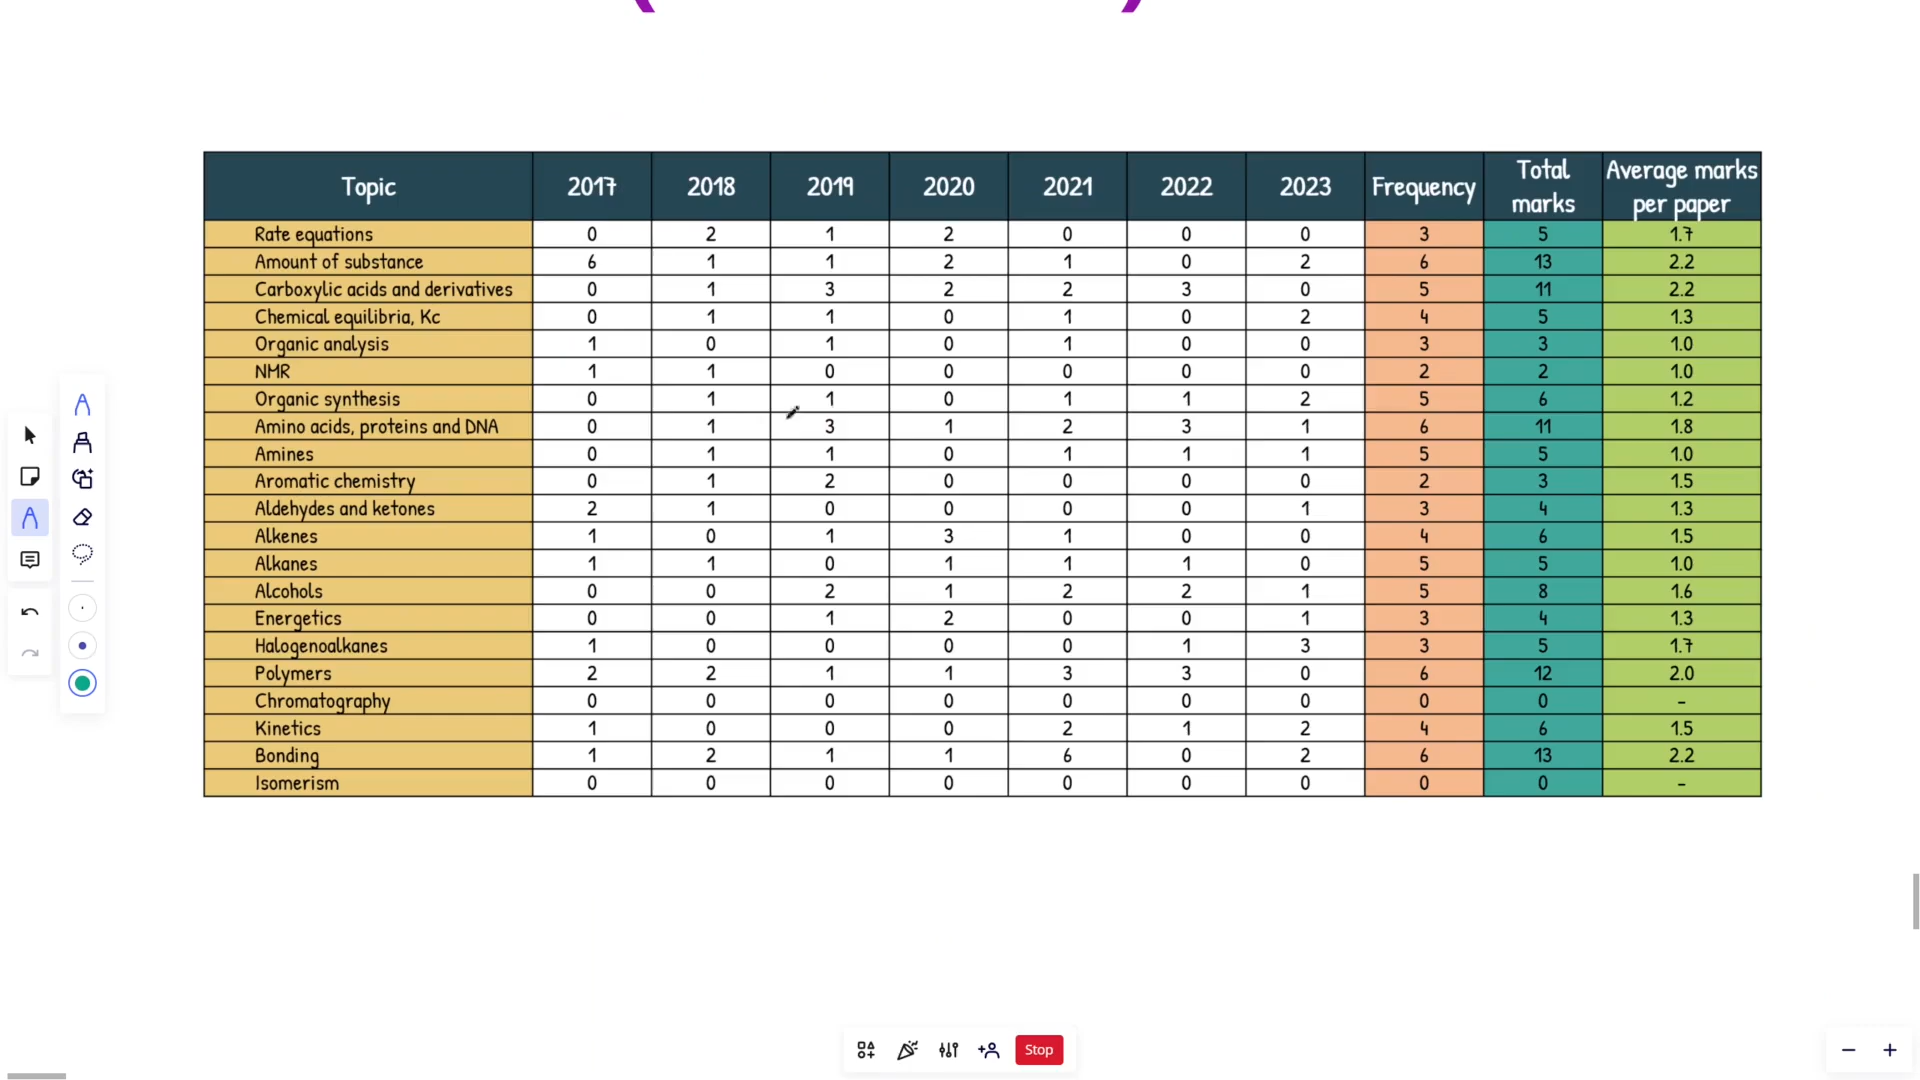 Topic 2017 2018 2019 2020 2021 2022 2023 Frequency Total marks Average marks per paper
Rate equations 0 2 1 2 0 0 0 3 5 1.7
Amount of substance 6 1 1 2 1 0 2 6 13 2.2
Carboxylic acids and derivatives 0 1 3 2 2 3 0 5 11 2.2
Chemical equilibria, Kc 0 1 1 0 1 0 2 4 5 1.3
Organic analysis 1 0 1 0 1 0 0 3 3 1.0
NMR 1 1 0 0 0 0 0 2 2 1.0
Organic synthesis 0 1 1 0 1 1 2 5 6 1.2
Amino acids, proteins and DNA 0 1 3 1 2 3 1 6 11 1.8
Amines 0 1 1 0 1 1 1 5 5 1.0
Aromatic chemistry 0 1 2 0 0 0 0 2 3 1.5
Aldehydes and ketones 2 1 0 0 0 0 1 3 4 1.3
Alkenes 1 0 1 3 1 0 0 4 6 1.5
Alkanes 1 1 0 1 1 1 0 5 5 1.0
Alcohols 0 0 2 1 2 2 1 5 8 1.6
Energetics 0 0 1 2 0 0 1 3 4 1.3
Halogenoalkanes 1 0 0 0 0 1 3 3 5 1.7
Polymers 2 2 1 1 3 3 0 6 12 2.0
Chromatography 0 0 0 0 0 0 0 0 0 -
Kinetics 1 0 0 0 2 1 2 4 6 1.5
Bonding 1 2 1 1 6 0 2 6 13 2.2
Isomerism 0 0 0 0 0 0 0 0 0 -
Stop